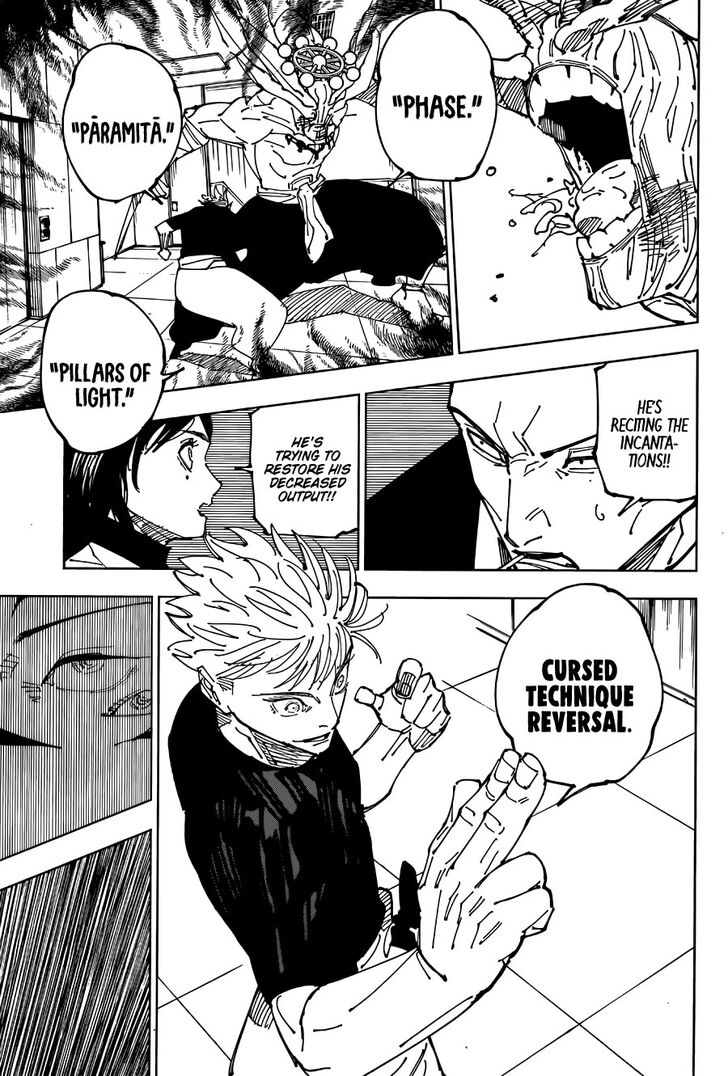 "PHASE."
"PĀRAMITĀ."
"PILLARS OF
LIGHT."
HE'S
RECITING THE
INCANTA-
TIONS!!
HE'S
TRYING TO
RESTORE HIS
DECREASED
OUTPUT!!
CURSED
TECHNIQUE
REVERSAL.